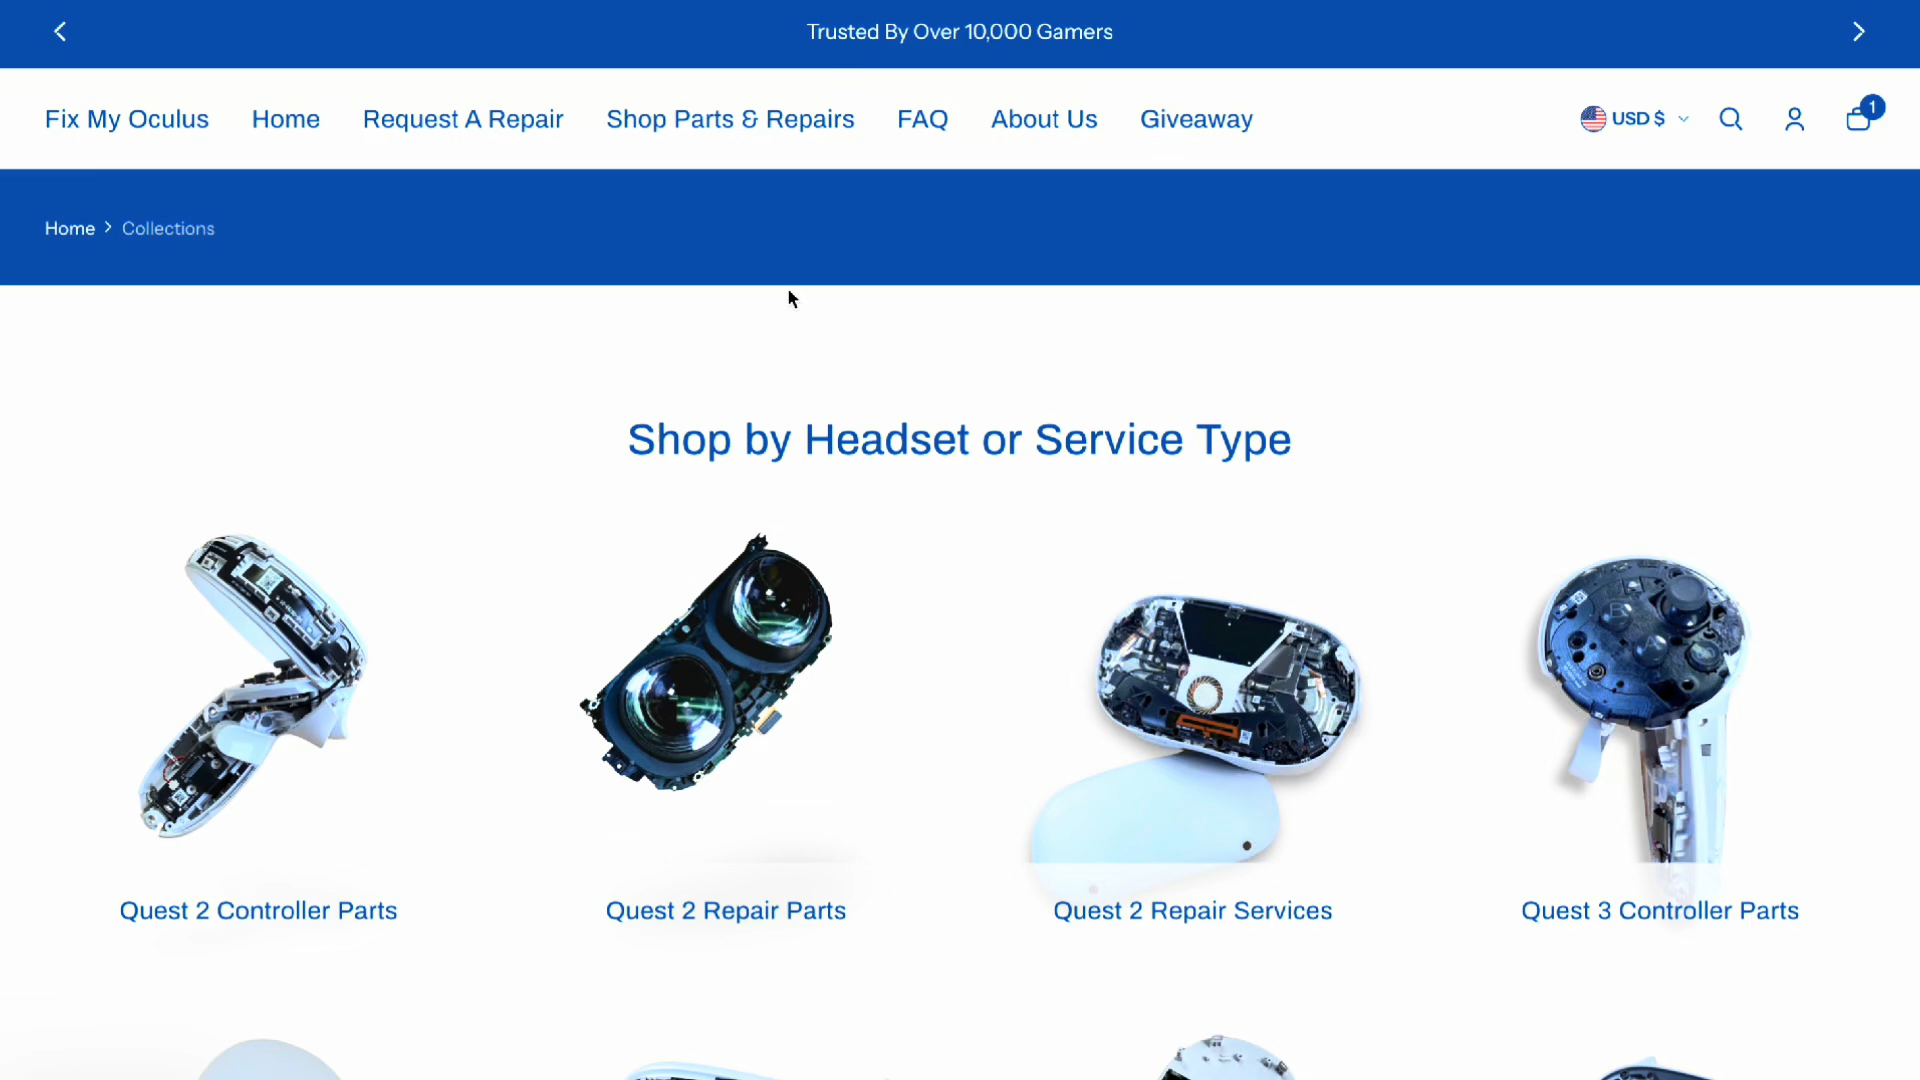 Trusted By Over 10,000 Gamers
Fix My Oculus Home Request A Repair Shop Parts & Repairs FAQ About Us Giveaway USD $ 1
Home > Collections
Shop by Headset or Service Type
Quest 2 Controller Parts Quest 2 Repair Parts Quest 2 Repair Services Quest 3 Controller Parts